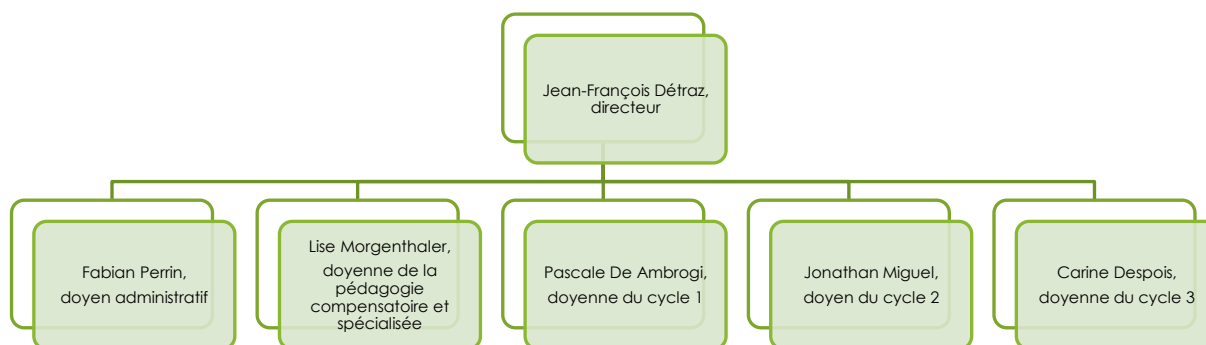 Jean-François Détraz,
directeur
Fabian Perrin,
doyen administratif
Lise Morgenthaler,
doyenne de la
pédagogie
compensatoire et
spécialisée
Pascale De Ambrogi,
doyenne du cycle 1
Jonathan Miguel,
doyen du cycle 2
Carine Despois,
doyenne du cycle 3